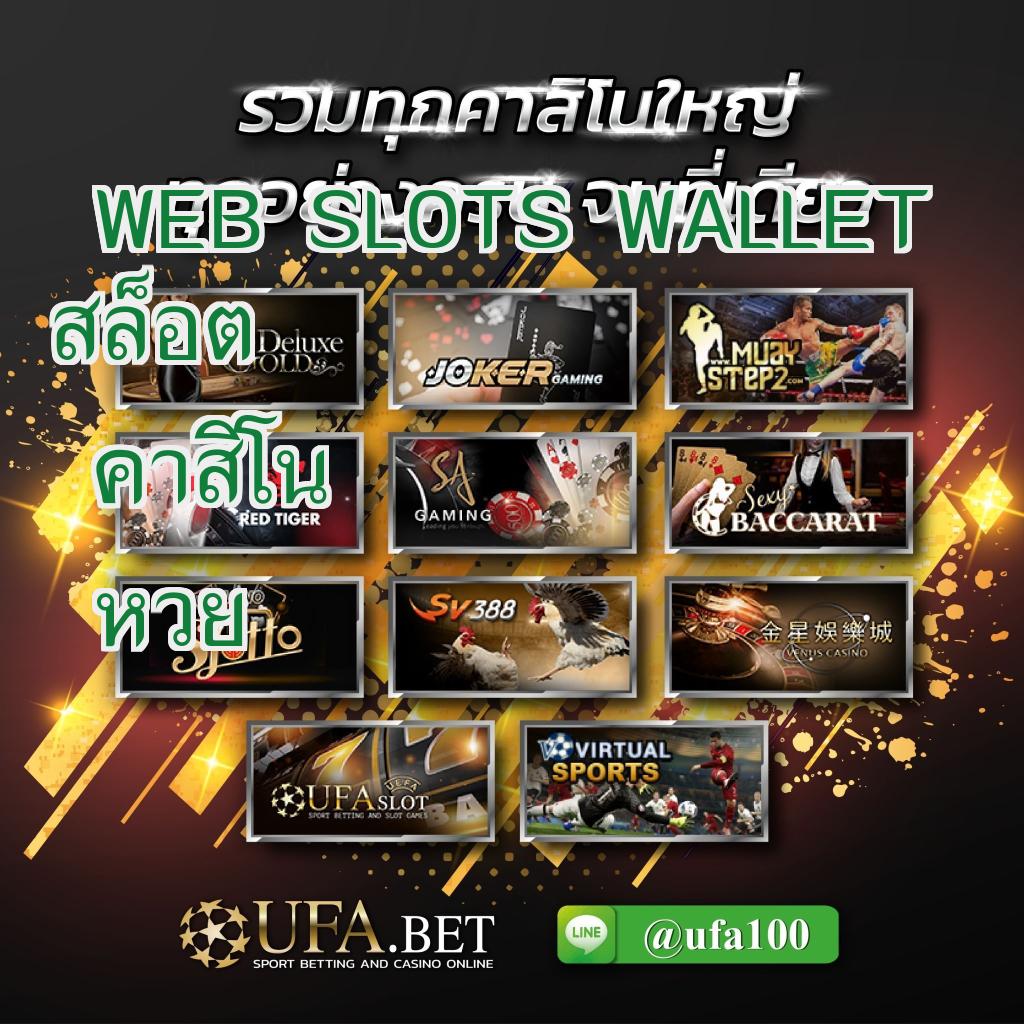 รวมทุกคาสิโนใหญ่
WEB SLOTS WALLET
สล็อต
Deluxe
JOKER GAMING
WWW.MUAY
STEP2.COM
คาสิโน
RED TIGER
SA
GAMING
Sexy
BACCARAT
หวย
SV388
金星娛樂城
VENUS CASINO
UFA SLOT
SPORT BETTING AND SLOT GAMES
VIRTUAL
SPORTS
UFA.BET
SPORT BETTING AND CASINO ONLINE
LINE
@ufa100